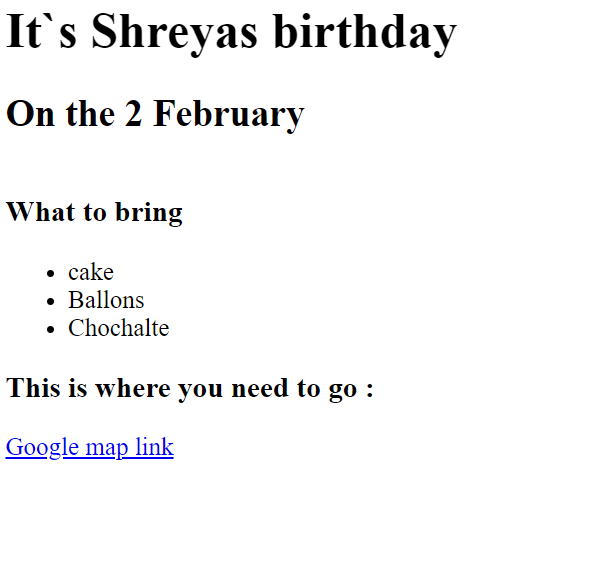 It`s Shreyas birthday
On the 2 February
What to bring
cake
Ballons
Chochalte
This is where you need to go :
Google map link